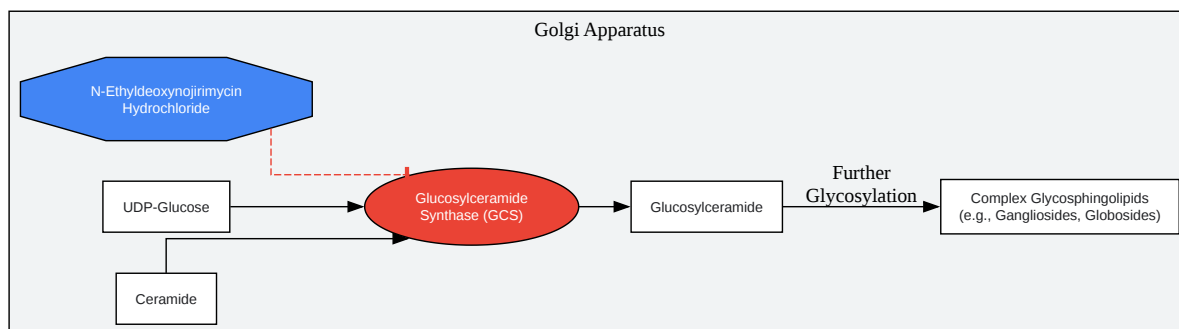 Golgi Apparatus
N-Ethyldeoxynojirimycin
Hydrochloride
UDP-Glucose
Ceramide
Glucosylceramide
Synthase (GCS)
Glucosylceramide
Further
Glycosylation
Complex Glycosphingolipids
(e.g., Gangliosides, Globosides)